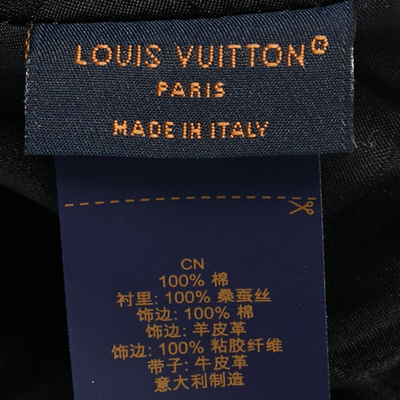 LOUIS VUITTON®
PARIS
MADE IN ITALY
CN
100% 棉
衬里: 100% 桑蚕丝
饰边: 100% 棉
饰边: 羊皮革
饰边: 100% 粘胶纤维
带子: 牛皮革
意大利制造